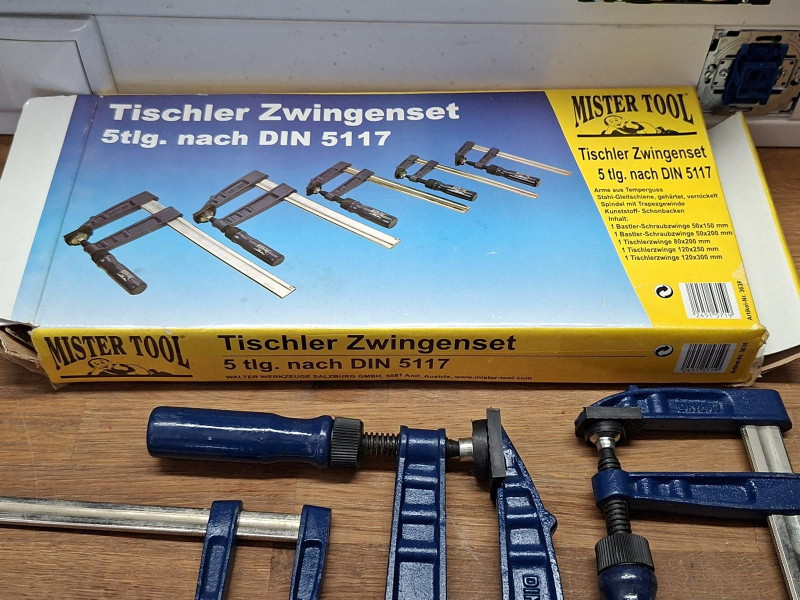 Tischler Zwingenset
5tlg. nach DIN 5117
MISTER TOOL
Tischler Zwingenset
5 tlg. nach DIN 5117
Arme aus Temperguss
Stahl-Gleitschiene, gehärtet, vernickelt
Spindel mit Trapezgewinde
Kunststoff- Schonbacken
Inhalt:
1 Bastler-Schraubzwinge 50x150 mm
1 Bastler-Schraubzwinge 50x200 mm
1 Tischlerzwinge 80x200 mm
1 Tischlerzwinge 120x250 mm
1 Tischlerzwinge 120x300 mm
MISTER TOOL
Tischler Zwingenset
5 tlg. nach DIN 5117
WALTER WERKZEUGE SALZBURG GMBH, 5081 Anif, Austria, www.mister-tool.com